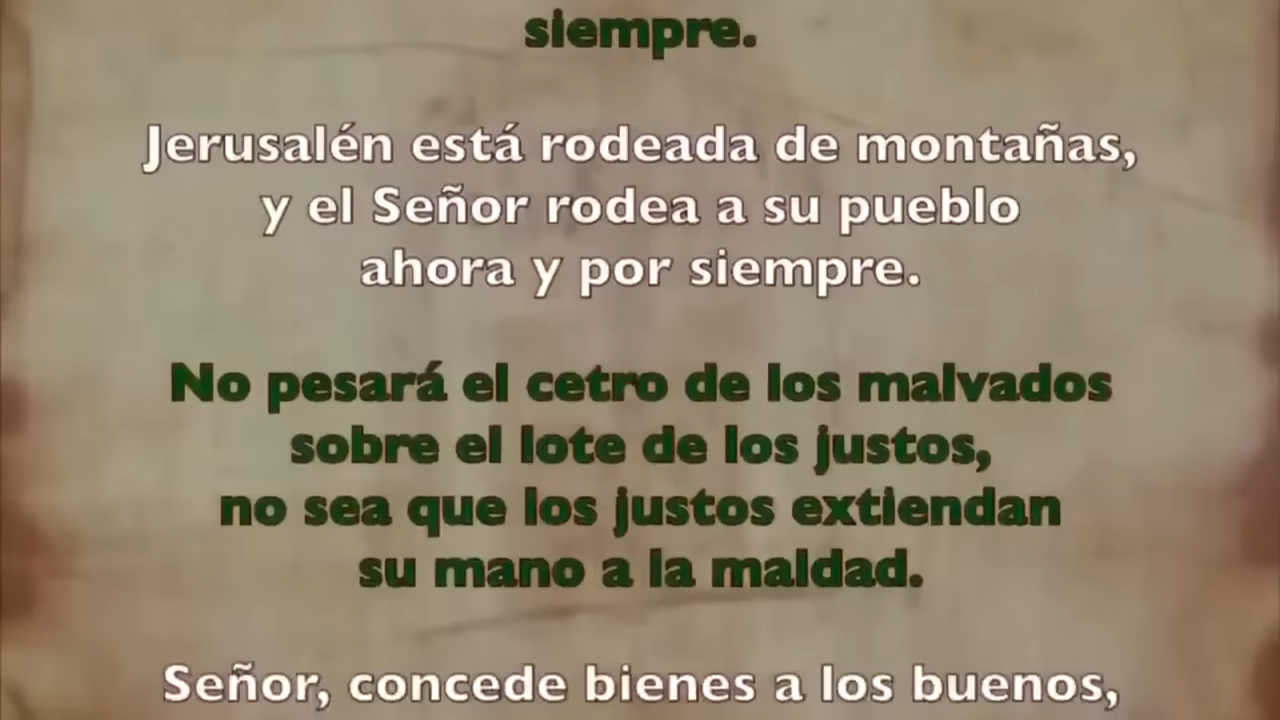 siempre.
Jerusalén está rodeada de montañas,
y el Señor rodea a su pueblo
ahora y por siempre.
No pesará el cetro de los malvados
sobre el lote de los justos,
no sea que los justos extiendan
su mano a la maldad.
Señor, concede bienes a los buenos,